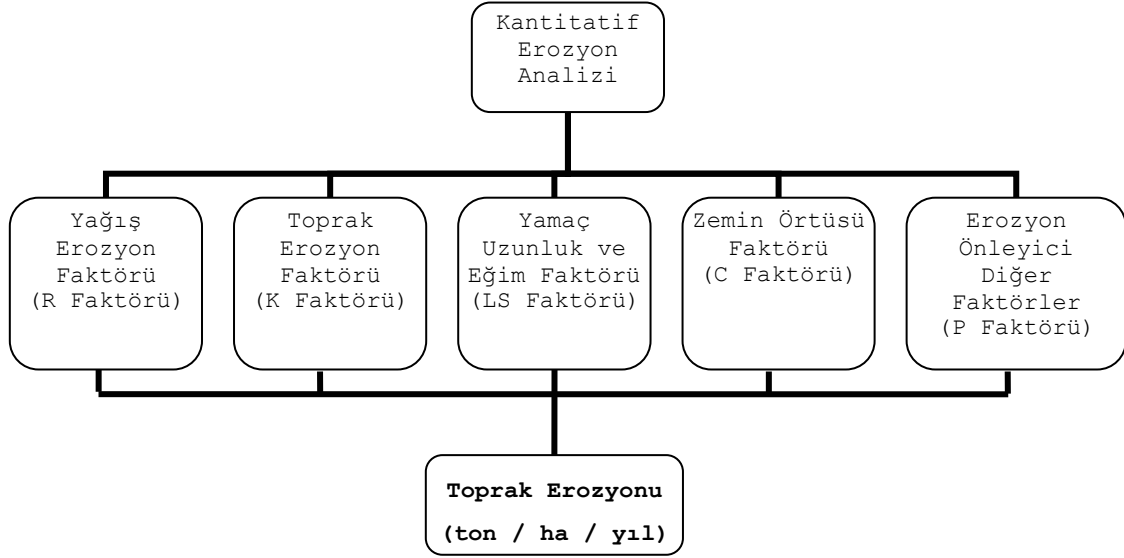 Kantitatif
Erozyon
Analizi
Yağış
Erozyon
Faktörü
(R Faktörü)
Toprak
Erozyon
Faktörü
(K Faktörü)
Yamaç
Uzunluk ve
Eğim Faktörü
(LS Faktörü)
Zemin Örtüsü
Faktörü
(C Faktörü)
Erozyon
Önleyici
Diğer
Faktörler
(P Faktörü)
Toprak Erozyonu
(ton / ha / yıl)